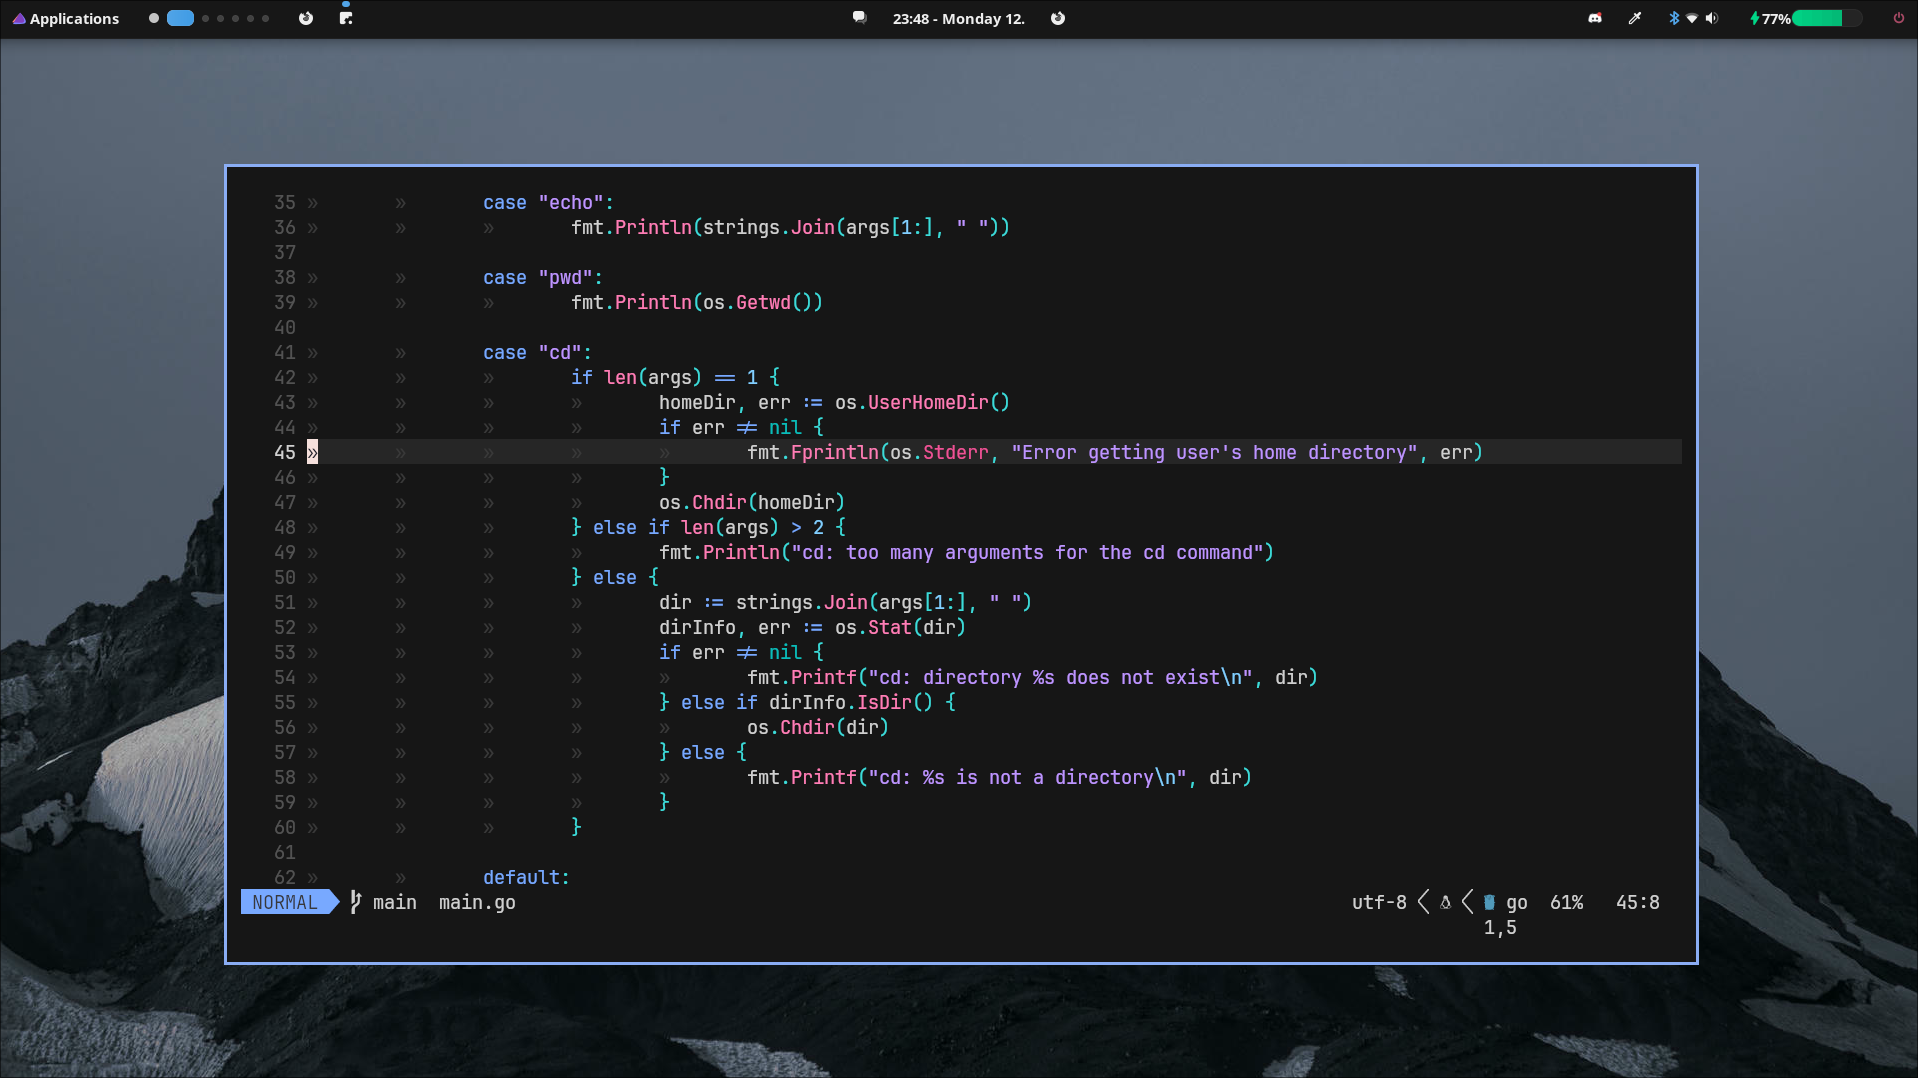 Applications
23:48 - Monday 12.
77%
35 » » case "echo":
36 » » » fmt.Println(strings.Join(args[1:], " "))
37
38 » » case "pwd":
39 » » » fmt.Println(os.Getwd())
40
41 » » case "cd":
42 » » » if len(args) == 1 {
43 » » » » homeDir, err := os.UserHomeDir()
44 » » » » if err != nil {
45 » » » » » fmt.Fprintln(os.Stderr, "Error getting user's home directory", err)
46 » » » » }
47 » » » » os.Chdir(homeDir)
48 » » » } else if len(args) > 2 {
49 » » » » fmt.Println("cd: too many arguments for the cd command")
50 » » » } else {
51 » » » » dir := strings.Join(args[1:], " ")
52 » » » » dirInfo, err := os.Stat(dir)
53 » » » » if err != nil {
54 » » » » » fmt.Printf("cd: directory %s does not exist\n", dir)
55 » » » » } else if dirInfo.IsDir() {
56 » » » » » os.Chdir(dir)
57 » » » » } else {
58 » » » » » fmt.Printf("cd: %s is not a directory\n", dir)
59 » » » » }
60 » » » }
61
62 » » default:
NORMAL main main.go utf-8 go 61% 45:8
1,5